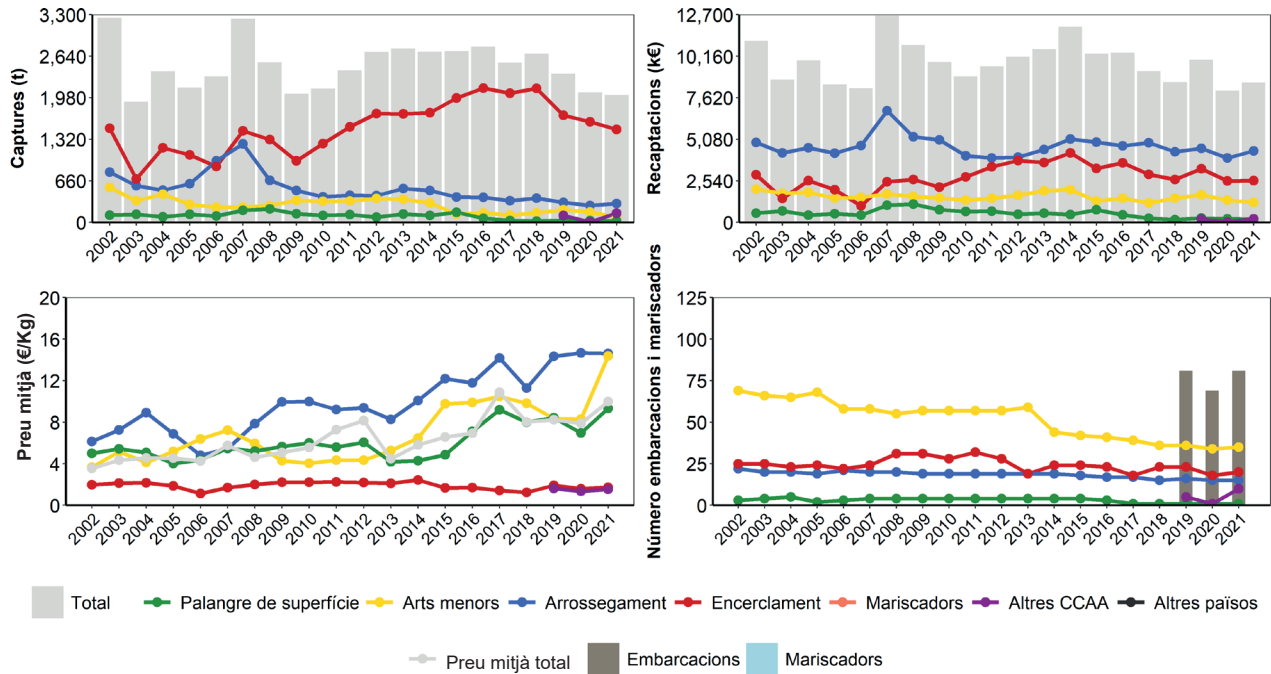 Captures (t)
3,300
2,640
1,980
1,320
660
0
2002 2003 2004 2005 2006 2007 2008 2009 2010 2011 2012 2013 2014 2015 2016 2017 2018 2019 2020 2021
Recaptacions (k€)
12,700
10,160
7,620
5,080
2,540
0
2002 2003 2004 2005 2006 2007 2008 2009 2010 2011 2012 2013 2014 2015 2016 2017 2018 2019 2020 2021
Preu mitjà (€/Kg)
20
16
12
8
4
0
2002 2003 2004 2005 2006 2007 2008 2009 2010 2011 2012 2013 2014 2015 2016 2017 2018 2019 2020 2021
Número embarcacions i mariscadors
125
100
75
50
25
0
2002 2003 2004 2005 2006 2007 2008 2009 2010 2011 2012 2013 2014 2015 2016 2017 2018 2019 2020 2021
Total Palangre de superfície Arts menors Arrossegament Encerclament Mariscadors Altres CCAA Altres països
Preu mitjà total Embarcacions Mariscadors